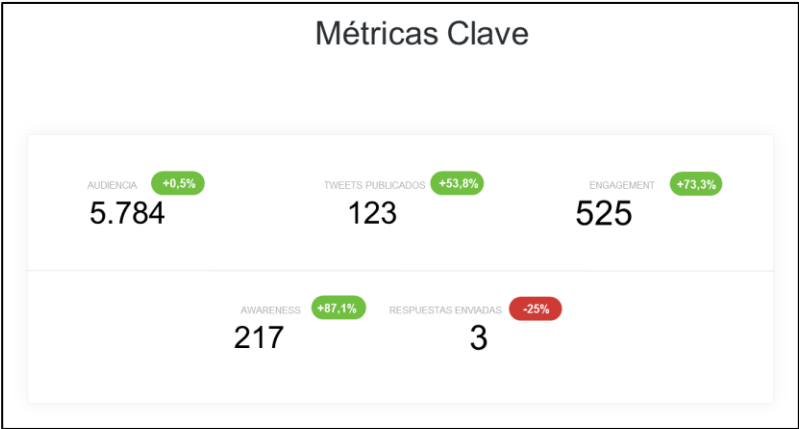 Métricas Clave
AUDIENCIA +0,5%
5.784
TWEETS PUBLICADOS +53,8%
123
ENGAGEMENT +73,3%
525
AWARENESS +87,1%
217
RESPUESTAS ENVIADAS -25%
3